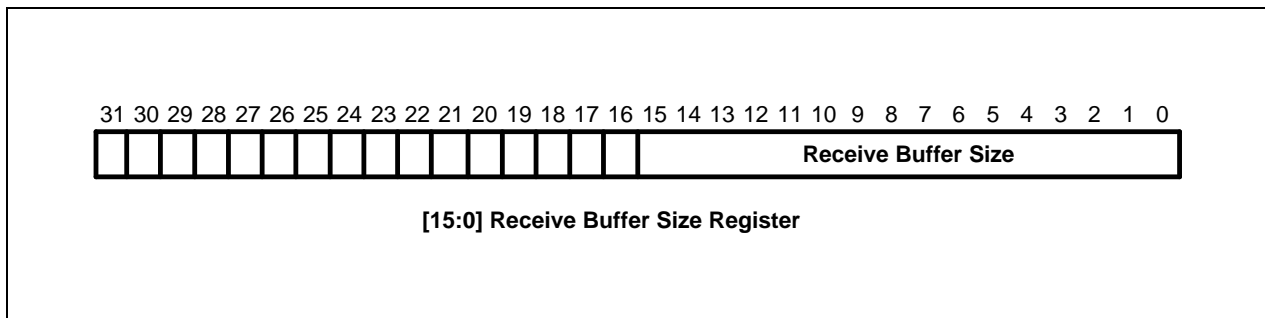 31 30 29 28 27 26 25 24 23 22 21 20 19 18 17 16 15 14 13 12 11 10 9 8 7 6 5 4 3 2 1 0
Receive Buffer Size
[15:0] Receive Buffer Size Register